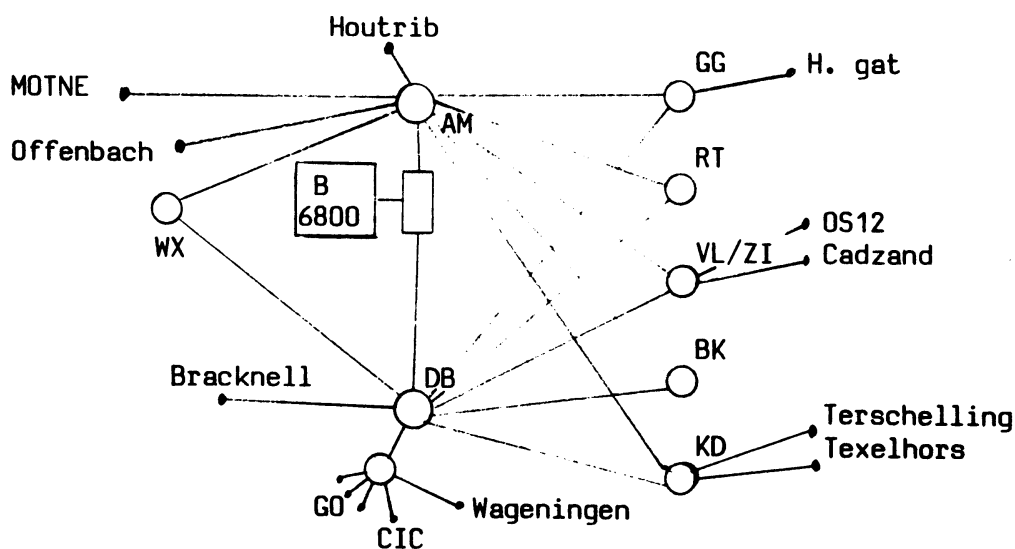 Houtrib
MOTNE
GG
H. gat
AM
Offenbach
RT
B
6800
OS12
WX
VL/ZI
Cadzand
BK
Bracknell
DB
Terschelling
KD
Texelhors
GO
Wageningen
CIC